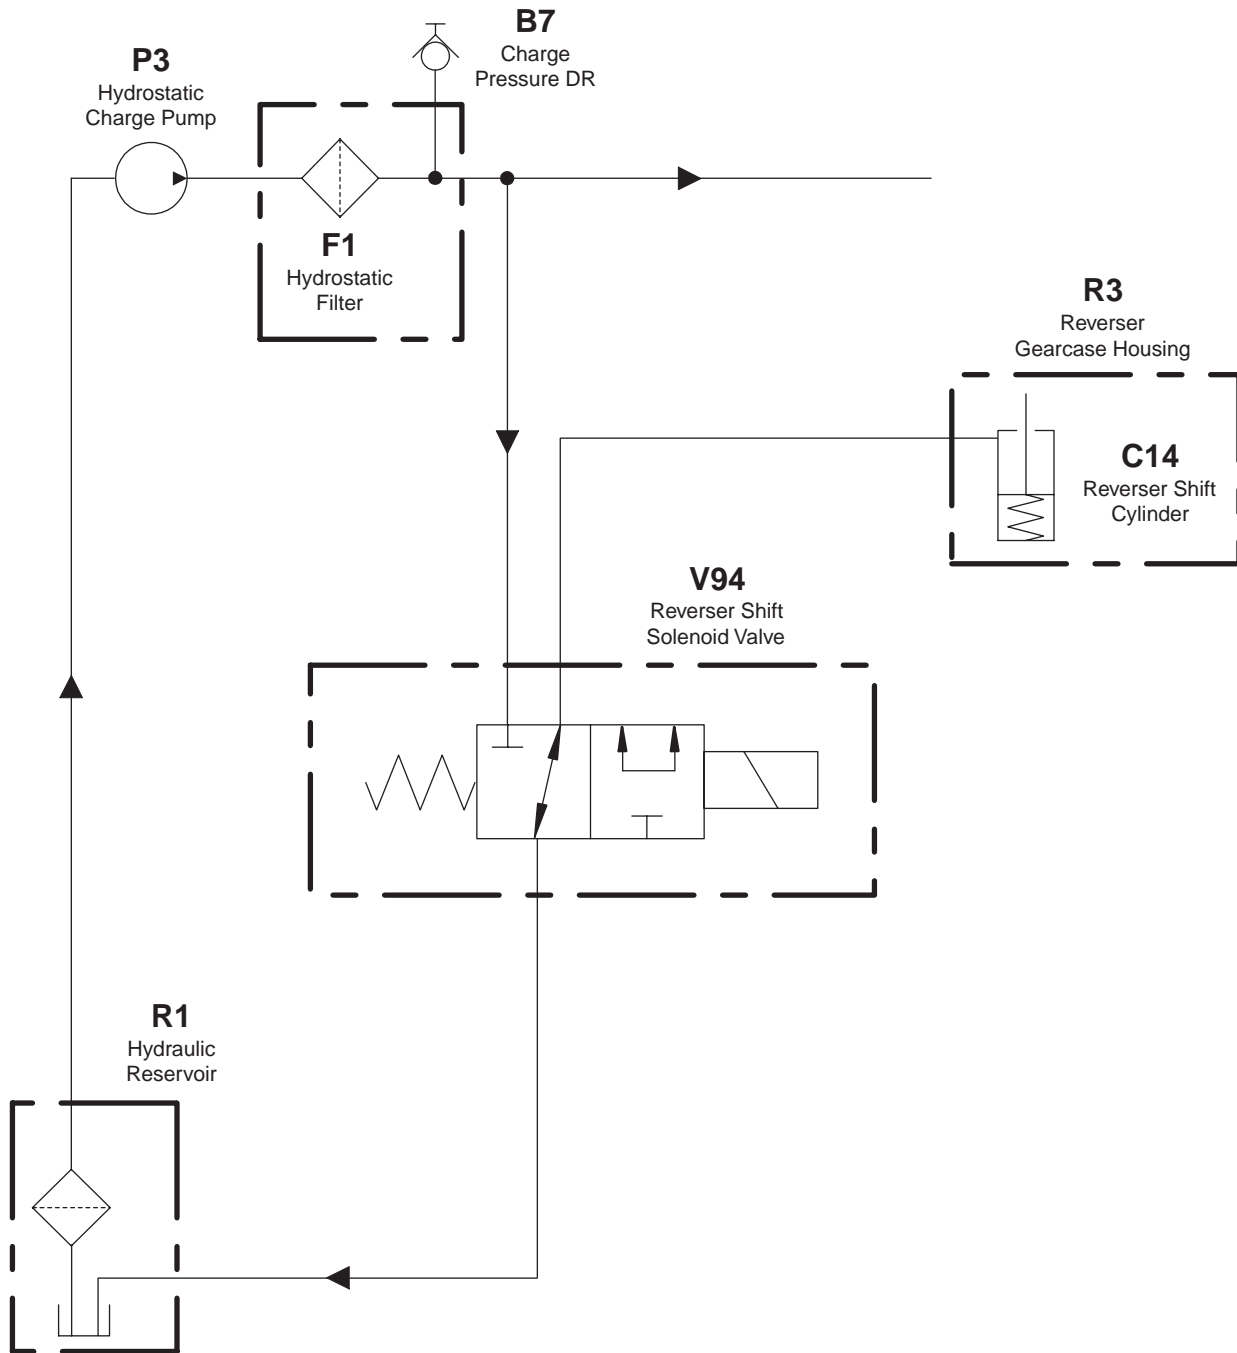 B7
Charge
Pressure DR
P3
Hydrostatic
Charge Pump
F1
Hydrostatic
Filter
R3
Reverser
Gearcase Housing
C14
Reverser Shift
Cylinder
V94
Reverser Shift
Solenoid Valve
R1
Hydraulic
Reservoir